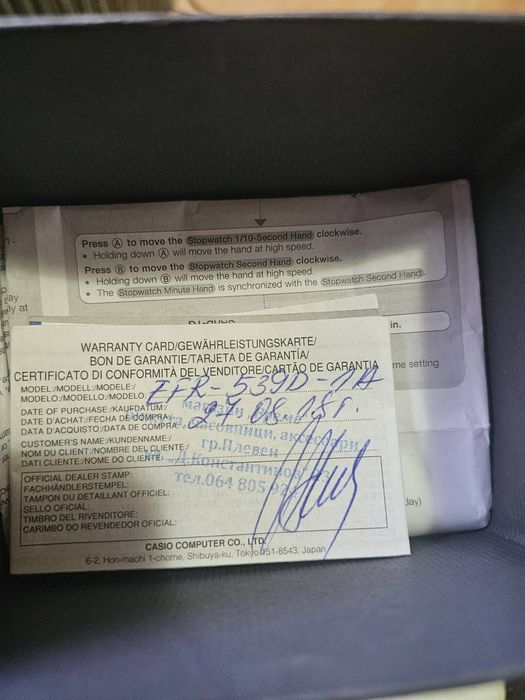 Press Ⓐ to move the Stopwatch 1/10-Second Hand clockwise.
• Holding down Ⓐ will move the hand at high speed.
Press Ⓑ to move the Stopwatch Second Hand clockwise.
• Holding down Ⓑ will move the hand at high speed.
• The Stopwatch Minute Hand is synchronized with the Stopwatch Second Hand.
in.
me setting
day)
WARRANTY CARD/GEWÄHRLEISTUNGSKARTE/
BON DE GARANTIE/TARJETA DE GARANTÍA/
CERTIFICATO DI CONFORMITÀ DEL VENDITORE/CARTÃO DE GARANTIA
MODEL:/MODELL:/MODELE:/
MODELO:/MODELLO:/MODELO: EFR-539D-1A
DATE OF PURCHASE:/KAUFDATUM:/
D'ACHAT:/FECHA DE COMPRA:/ 27.08.15г.
DATA D'ACQUISTO:/DATA DE COMPRA:
магазин
часовници, аксесоари
CUSTOMER'S NAME:/KUNDENNAME:/
NOM DU CLIENT:/NOMBRE DEL CLIENTE:/
DATI CLIENTE:/NOME DO CLIENTE:
гр.Плевен
„Д.Константинов"
тел.064 805
OFFICIAL DEALER STAMP:
FACHHÄNDLERSTEMPEL:
TAMPON DU DETAILLANT OFFICIEL:
SELLO OFICIAL:
TIMBRO DEL RIVENDITORE:
CARIMBO DO REVENDEDOR OFICIAL:
CASIO COMPUTER CO., LTD.
6-2, Hon-machi 1-chome, Shibuya-ku, Tokyo 151-8543, Japan